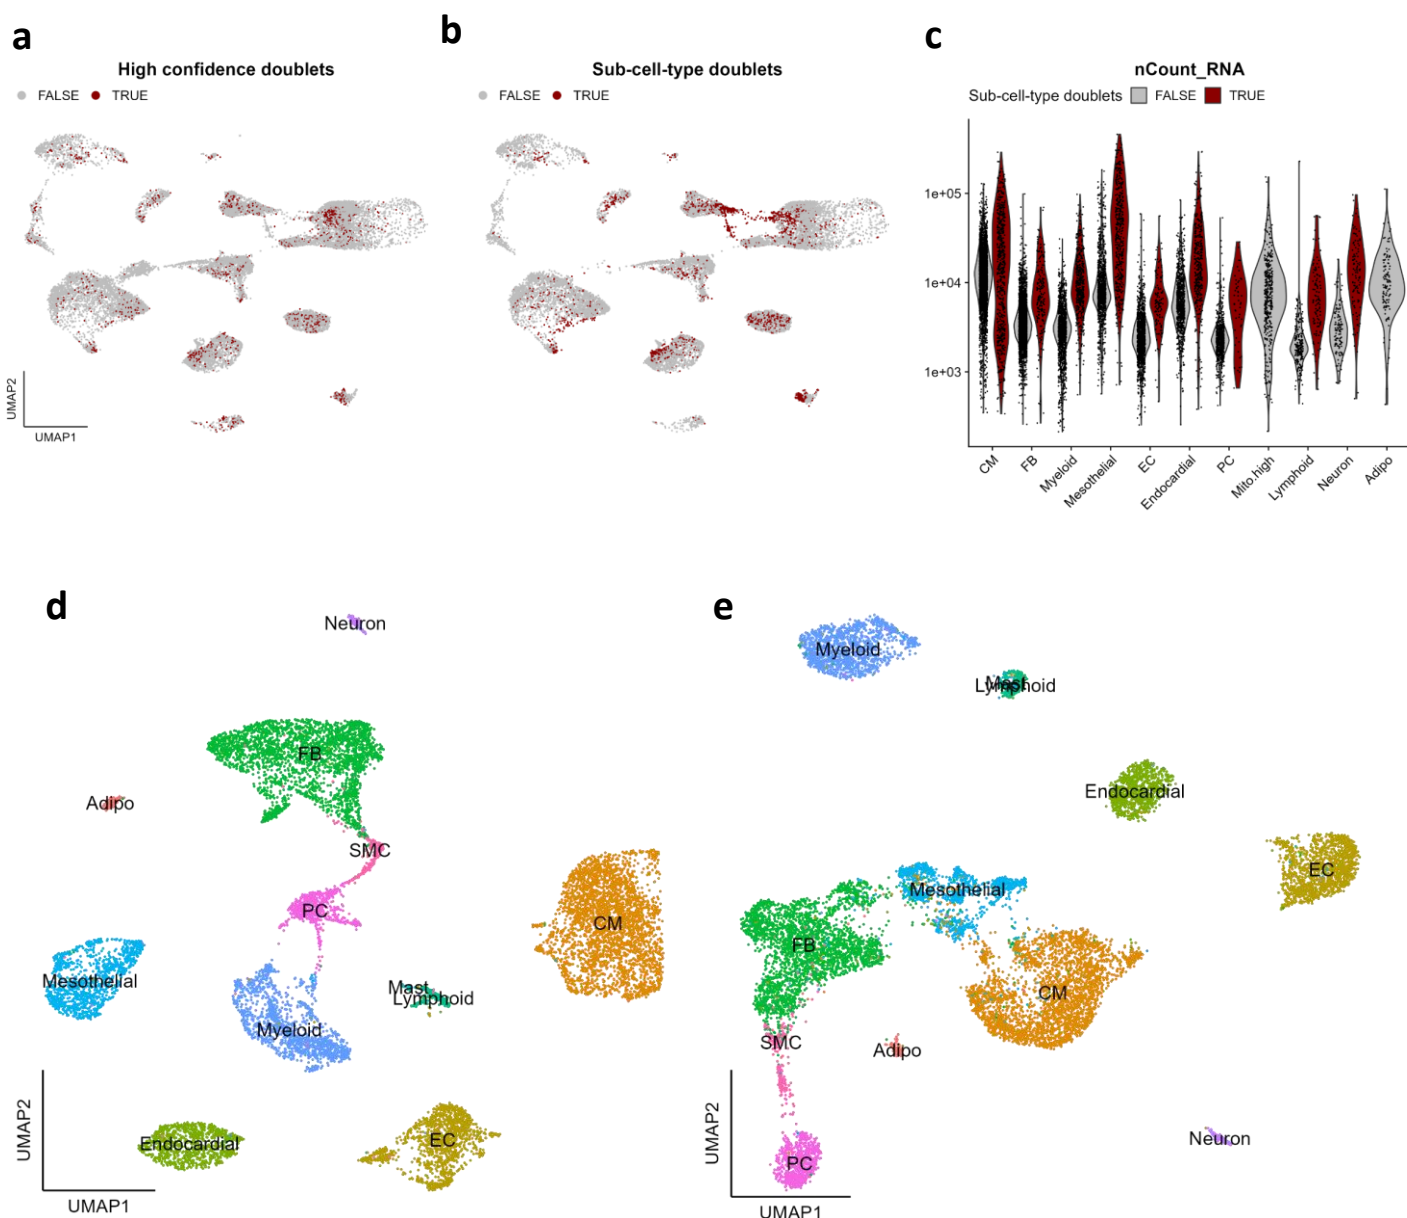 a
High confidence doublets
FALSE TRUE
UMAP2
UMAP1
b
Sub-cell-type doublets
FALSE TRUE
c
nCount_RNA
Sub-cell-type doublets FALSE TRUE
1e+05
1e+04
1e+03
CM
FB
Myeloid
Mesothelial
EC
Endocardial
PC
Mito.high
Lymphoid
Neuron
Adipo
d
Neuron
FB
Adipo
SMC
PC
CM
Mesothelial
Mast
Lymphoid
Myeloid
Endocardial
EC
UMAP2
UMAP1
e
Myeloid
Mast
Lymphoid
Endocardial
EC
Mesothelial
FB
CM
SMC
Adipo
Neuron
PC
UMAP2
UMAP1